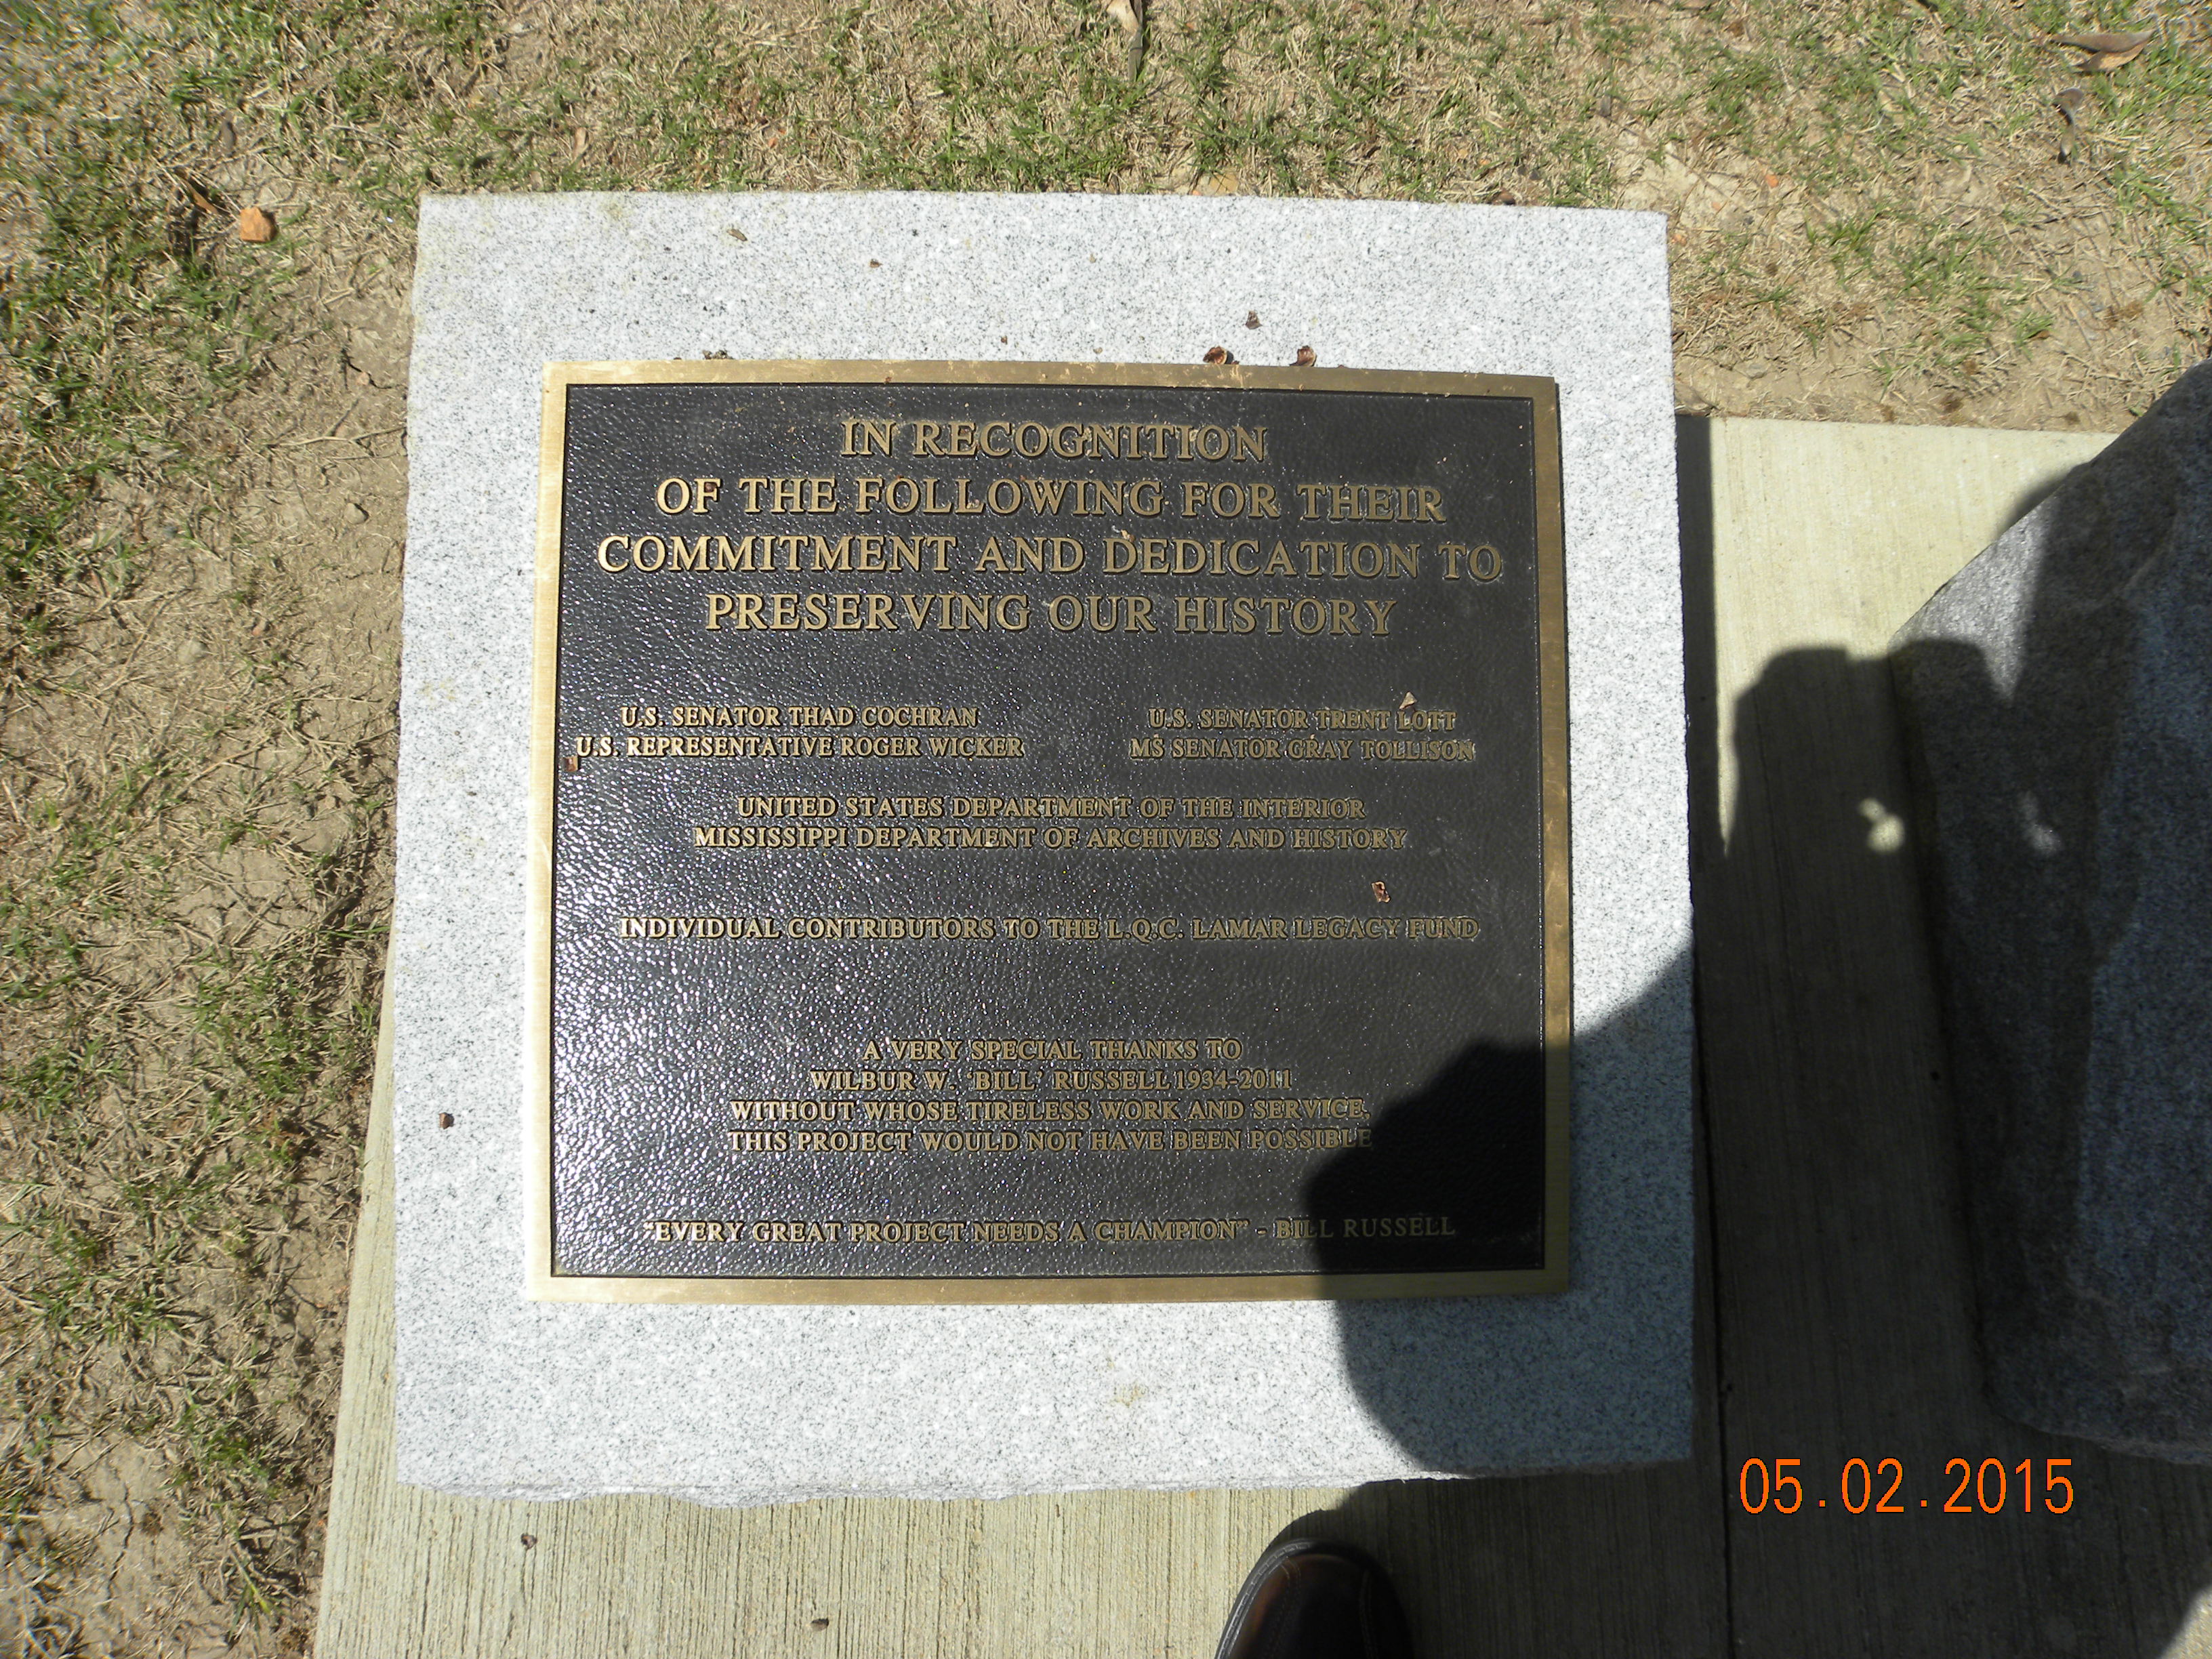 IN RECOGNITION
OF THE FOLLOWING FOR THEIR
COMMITMENT AND DEDICATION TO
PRESERVING OUR HISTORY
U.S. SENATOR THAD COCHRAN U.S. SENATOR TRENT LOTT
U.S. REPRESENTATIVE ROGER WICKER MS SENATOR GRAY TOLLISON
UNITED STATES DEPARTMENT OF THE INTERIOR
MISSISSIPPI DEPARTMENT OF ARCHIVES AND HISTORY
INDIVIDUAL CONTRIBUTORS TO THE L.Q.C. LAMAR LEGACY FUND
A VERY SPECIAL THANKS TO
WILBUR W. 'BILL' RUSSELL 1934-2011
WITHOUT WHOSE TIRELESS WORK AND SERVICE,
THIS PROJECT WOULD NOT HAVE BEEN POSSIBLE
"EVERY GREAT PROJECT NEEDS A CHAMPION" - BILL RUSSELL
05.02.2015